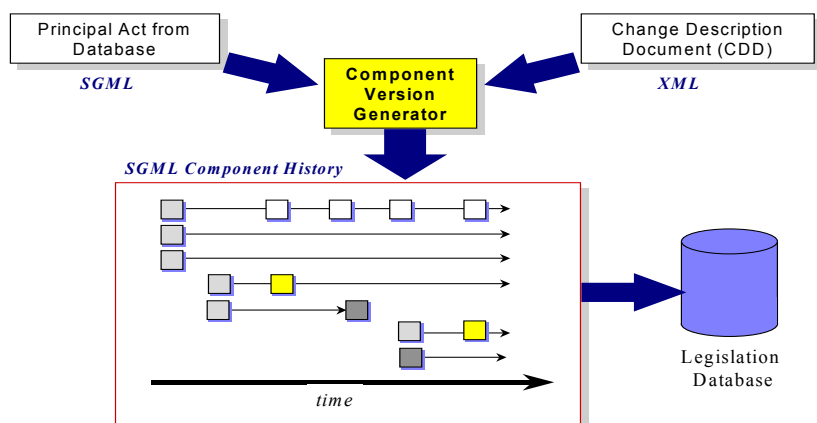 Principal Act from
Database
SGML
Change Description
Document (CDD)
XML
Component
Version
Generator
SGML Component History
time
Legislation
Database